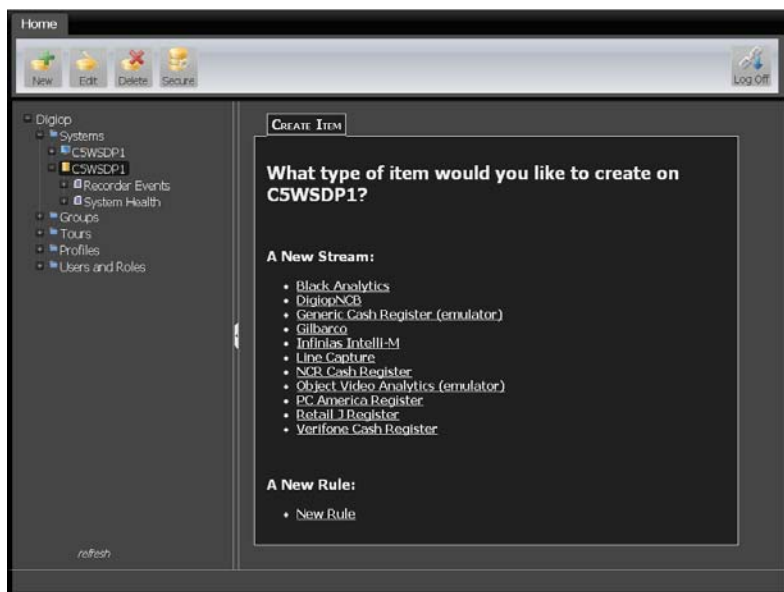 Home
New
Edit
Delete
Secure
Log Off
Digiop
Systems
C5WSDP1
C5WSDP1
Recorder Events
System Health
Groups
Tours
Profiles
Users and Roles
refresh
CREATE ITEM
What type of item would you like to create on
C5WSDP1?
A New Stream:
• Black Analytics
• DigiopNCB
• Generic Cash Register (emulator)
• Gilbarco
• Infinias Intelli-M
• Line Capture
• NCR Cash Register
• Object Video Analytics (emulator)
• PC America Register
• Retail J Register
• Verifone Cash Register
A New Rule:
• New Rule